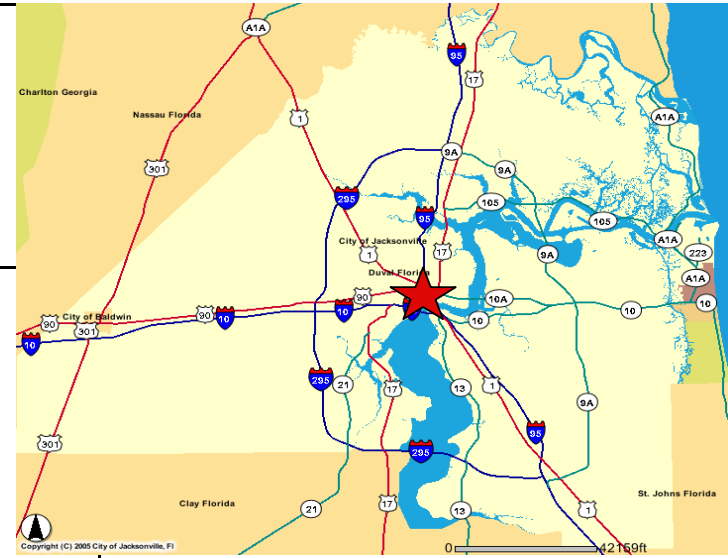 A1A
95
17
Charlton Georgia
Nassau Florida
1
A1A
301
9A
9A
295
105
95
105
City of Jacksonville
A1A
1
17
9A
223
Duval Florida
A1A
90
10A
10
90
10
10
10
City of Baldwin
90
301
10
10
295
21
17
13
1
9A
95
301
295
Clay Florida
17
St. Johns Florida
21
13
1
Copyright (C) 2005 City of Jacksonville, Fl
0
42159ft